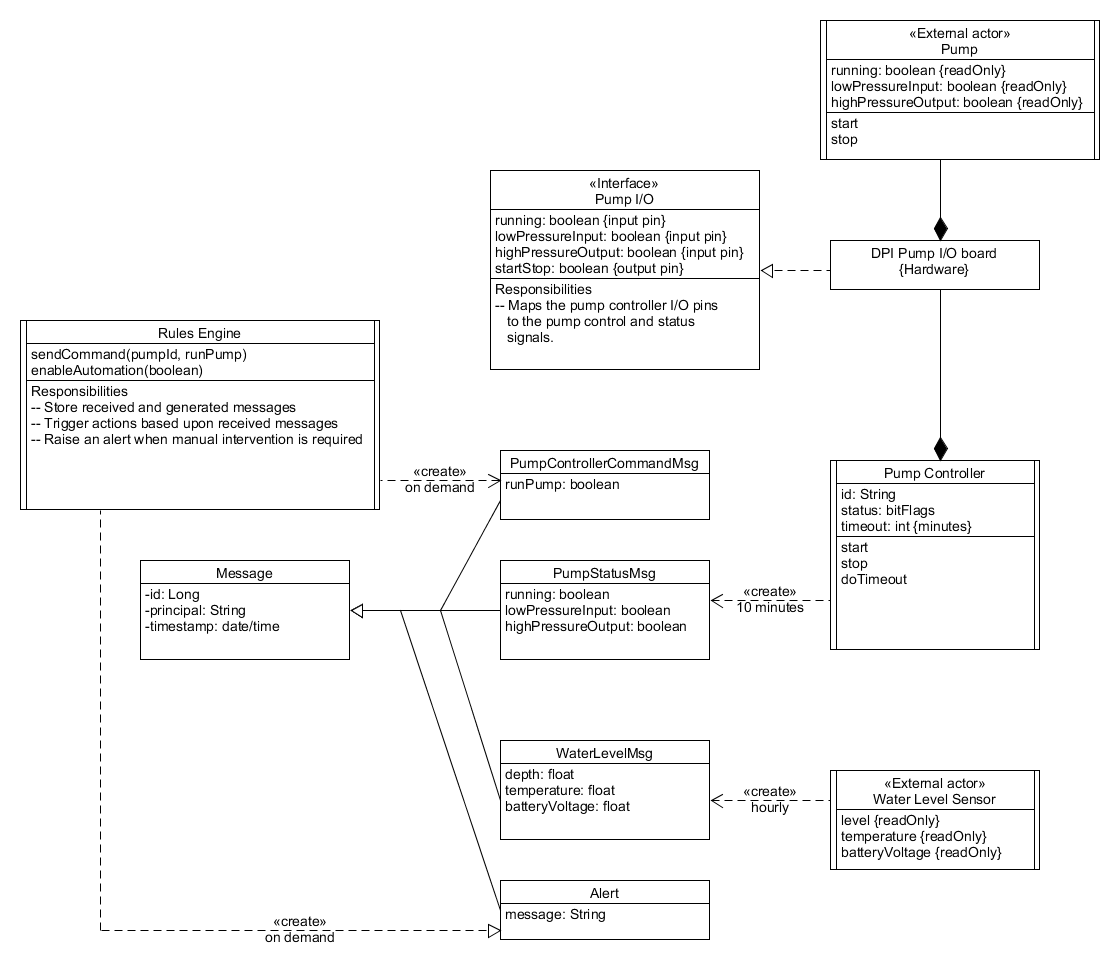 «External actor»
Pump
running: boolean {readOnly}
lowPressureInput: boolean {readOnly}
highPressureOutput: boolean {readOnly}
start
stop
«Interface»
Pump I/O
running: boolean {input pin}
lowPressureInput: boolean {input pin}
highPressureOutput: boolean {input pin}
startStop: boolean {output pin}
Responsibilities
-- Maps the pump controller I/O pins
to the pump control and status
signals.
DPI Pump I/O board
{Hardware}
Rules Engine
sendCommand(pumpId, runPump)
enableAutomation(boolean)
Responsibilities
-- Store received and generated messages
-- Trigger actions based upon received messages
-- Raise an alert when manual intervention is required
«create»
on demand
PumpControllerCommandMsg
runPump: boolean
Pump Controller
id: String
status: bitFlags
timeout: int {minutes}
start
stop
doTimeout
Message
-id: Long
-principal: String
-timestamp: date/time
PumpStatusMsg
running: boolean
lowPressureInput: boolean
highPressureOutput: boolean
«create»
10 minutes
WaterLevelMsg
depth: float
temperature: float
batteryVoltage: float
«create»
hourly
«External actor»
Water Level Sensor
level {readOnly}
temperature {readOnly}
batteryVoltage {readOnly}
Alert
message: String
«create»
on demand